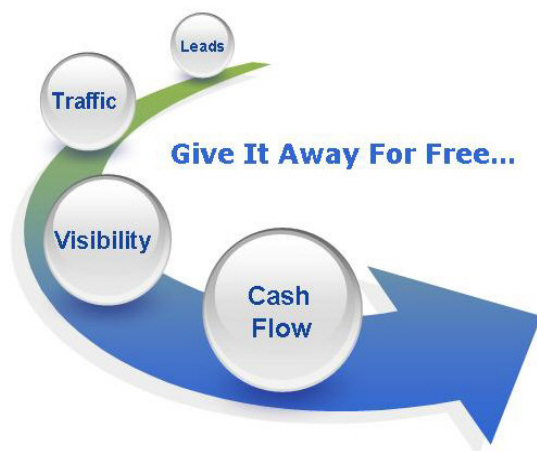 Leads
Traffic
Give It Away For Free...
Visibility
Cash
Flow